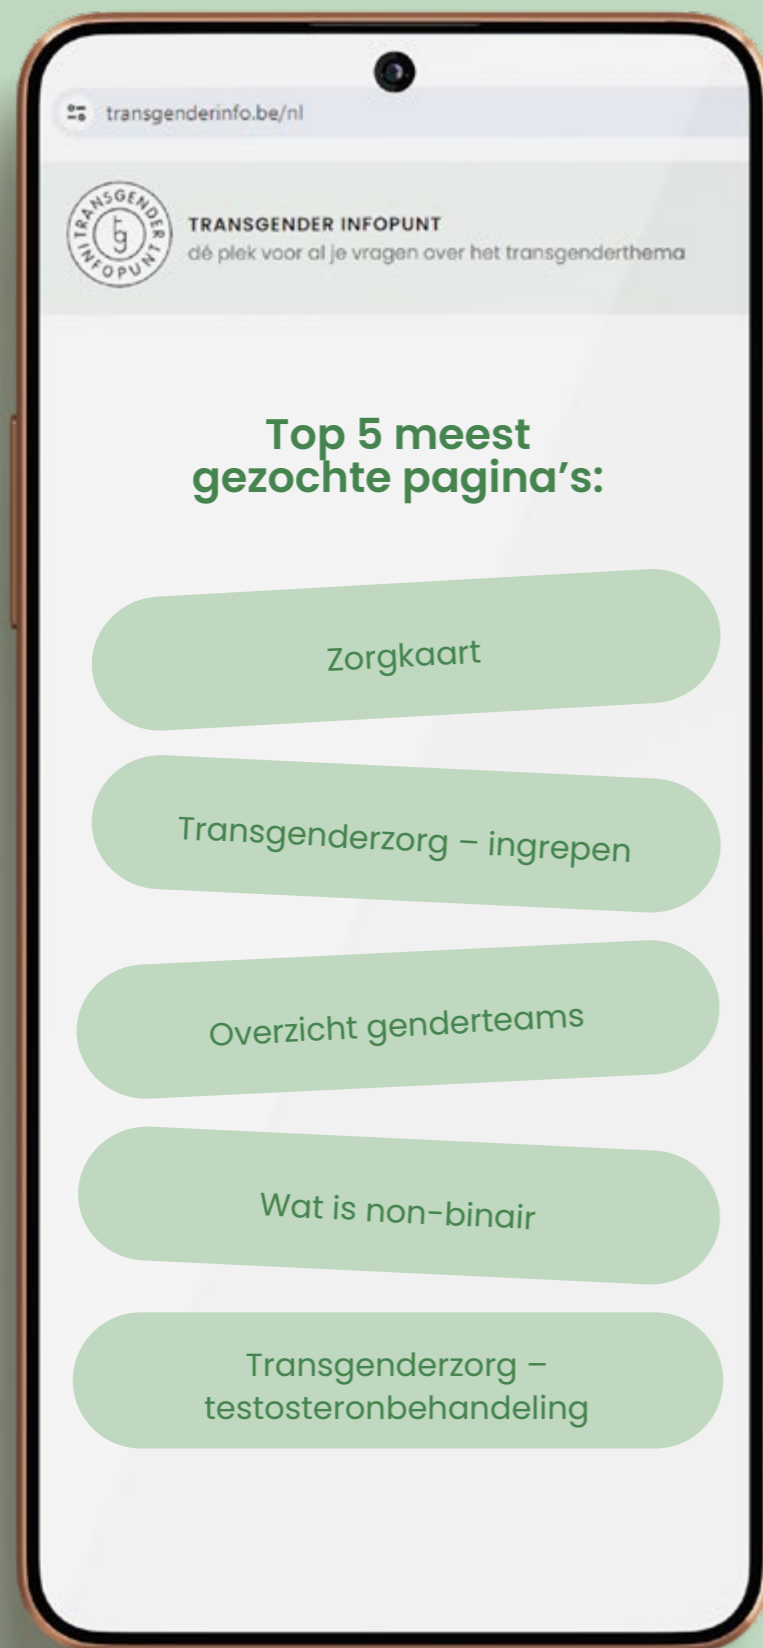 transgenderinfo.be/nl
TRANSGENDER INFOPUNT
TRANSGENDER INFOPUNT
dé plek voor al je vragen over het transgenderthema
Top 5 meest
gezochte pagina's:
Zorgkaart
Transgenderzorg – ingrepen
Overzicht genderteams
Wat is non-binair
Transgenderzorg –
testosteronbehandeling